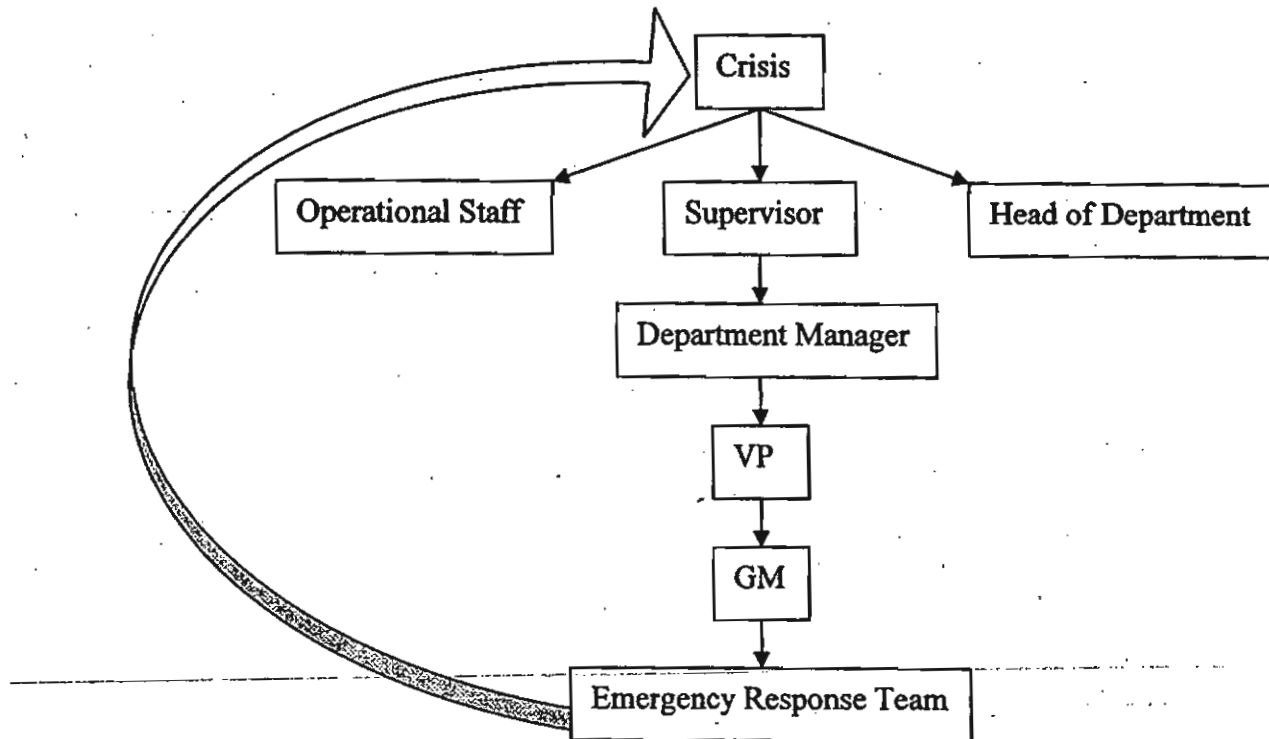 Crisis
Operational Staff
Supervisor
Head of Department
Department Manager
VP
GM
Emergency Response Team